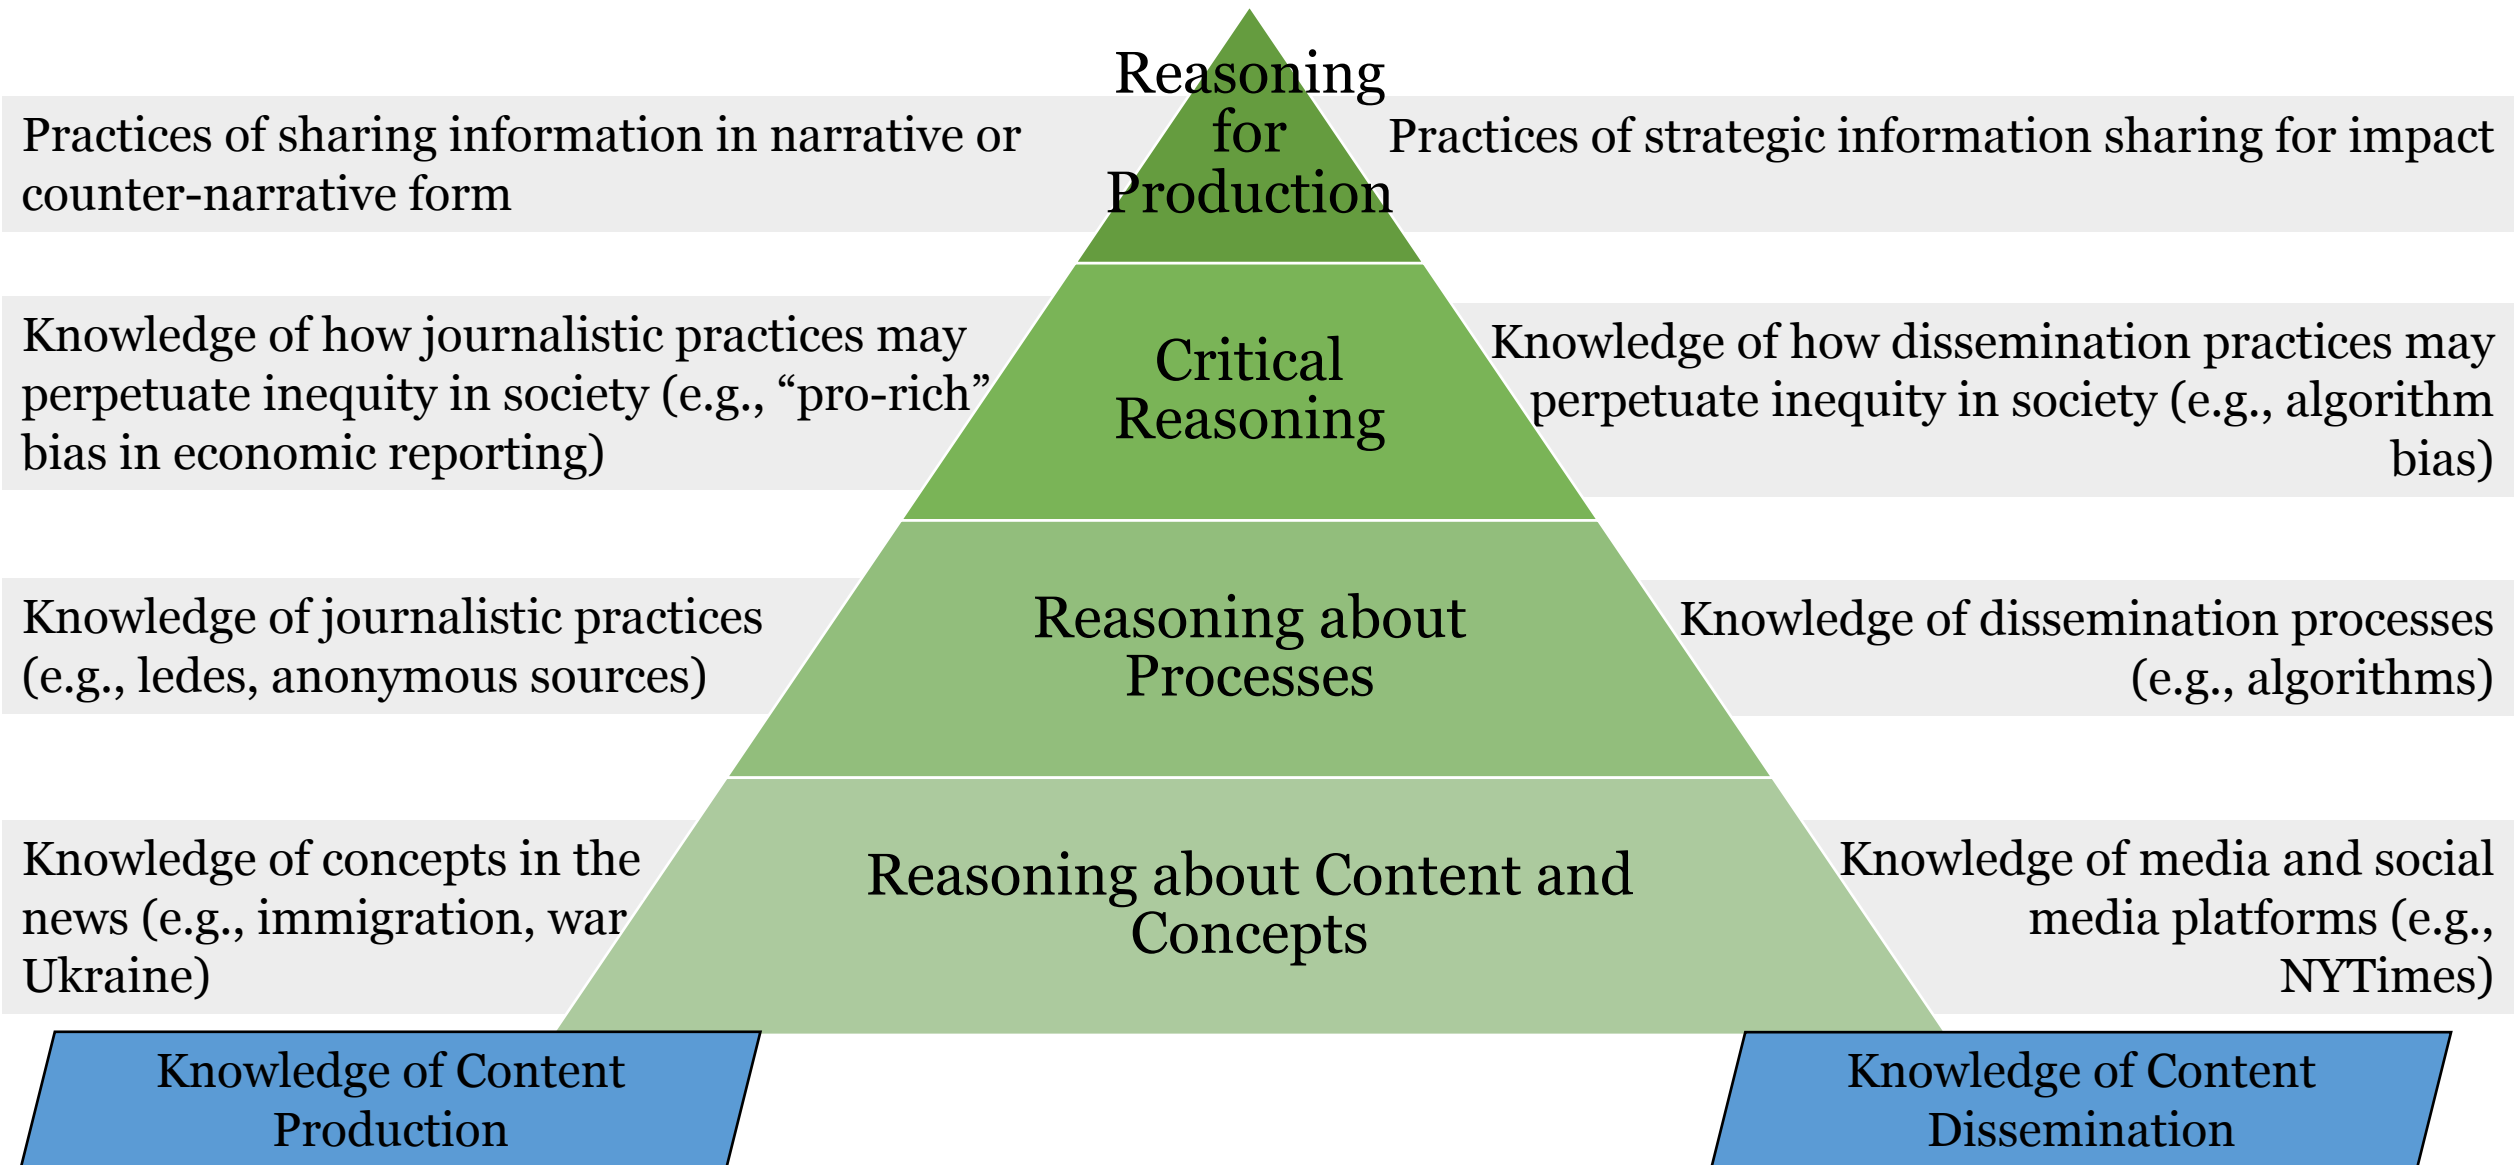 Reasoning
for
Production
Practices of sharing information in narrative or
counter-narrative form
Practices of strategic information sharing for impact
Critical
Reasoning
Knowledge of how journalistic practices may
perpetuate inequity in society (e.g., “pro-rich”
bias in economic reporting)
Knowledge of how dissemination practices may
perpetuate inequity in society (e.g., algorithm
bias)
Reasoning about
Processes
Knowledge of journalistic practices
(e.g., ledes, anonymous sources)
Knowledge of dissemination processes
(e.g., algorithms)
Reasoning about Content and
Concepts
Knowledge of concepts in the
news (e.g., immigration, war
Ukraine)
Knowledge of media and social
media platforms (e.g.,
NYTimes)
Knowledge of Content
Production
Knowledge of Content
Dissemination